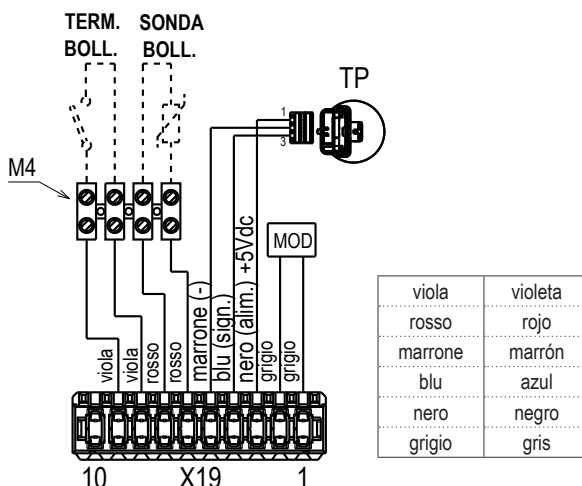 TERM. SONDA
BOLL. BOLL.
TP
1
3
M4
MOD
viola
viola
rosso
rosso
marrone (-)
blu (sign.)
nero (alim.) +5Vdc
grigio
grigio
10 X19 1
viola violeta
rosso rojo
marrone marrón
blu azul
nero negro
grigio gris